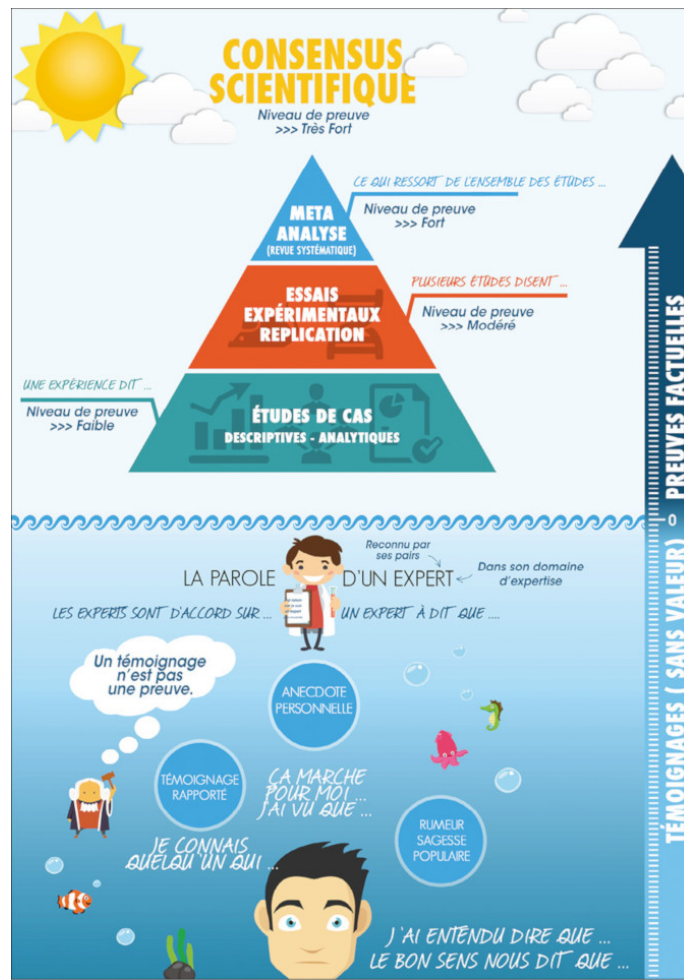 CONSENSUS
SCIENTIFIQUE
Niveau de preuve
>>> Très Fort
CE QUI RESSORT DE L'ENSEMBLE DES ÉTUDES ...
META
ANALYSE
(REVUE SYSTÉMATIQUE)
Niveau de preuve
>>> Fort
ESSAIS
EXPÉRIMENTAUX
REPLICATION
PLUSIEURS ÉTUDES DISENT ...
Niveau de preuve
>>> Modéré
UNE EXPÉRIENCE DIT ...
Niveau de preuve
>>> Faible
ÉTUDES DE CAS
DESCRIPTIVES - ANALYTIQUES
PREUVES FACTUELLES
0
TÉMOIGNAGES ( SANS VALEUR)
Reconnu par
ses pairs
LA PAROLE D'UN EXPERT
Dans son domaine
d'expertise
LES EXPERTS SONT D'ACCORD SUR ... UN EXPERT À DIT QUE ....
Un témoignage
n'est pas
une preuve.
ANECDOTE
PERSONNELLE
TÉMOIGNAGE
RAPPORTÉ
ÇA MARCHE
POUR MOI ...
J'AI VU QUE ...
JE CONNAIS
QUELQU'UN QUI ...
RUMEUR
SAGESSE
POPULAIRE
J'AI ENTENDU DIRE QUE ...
LE BON SENS NOUS DIT QUE ...